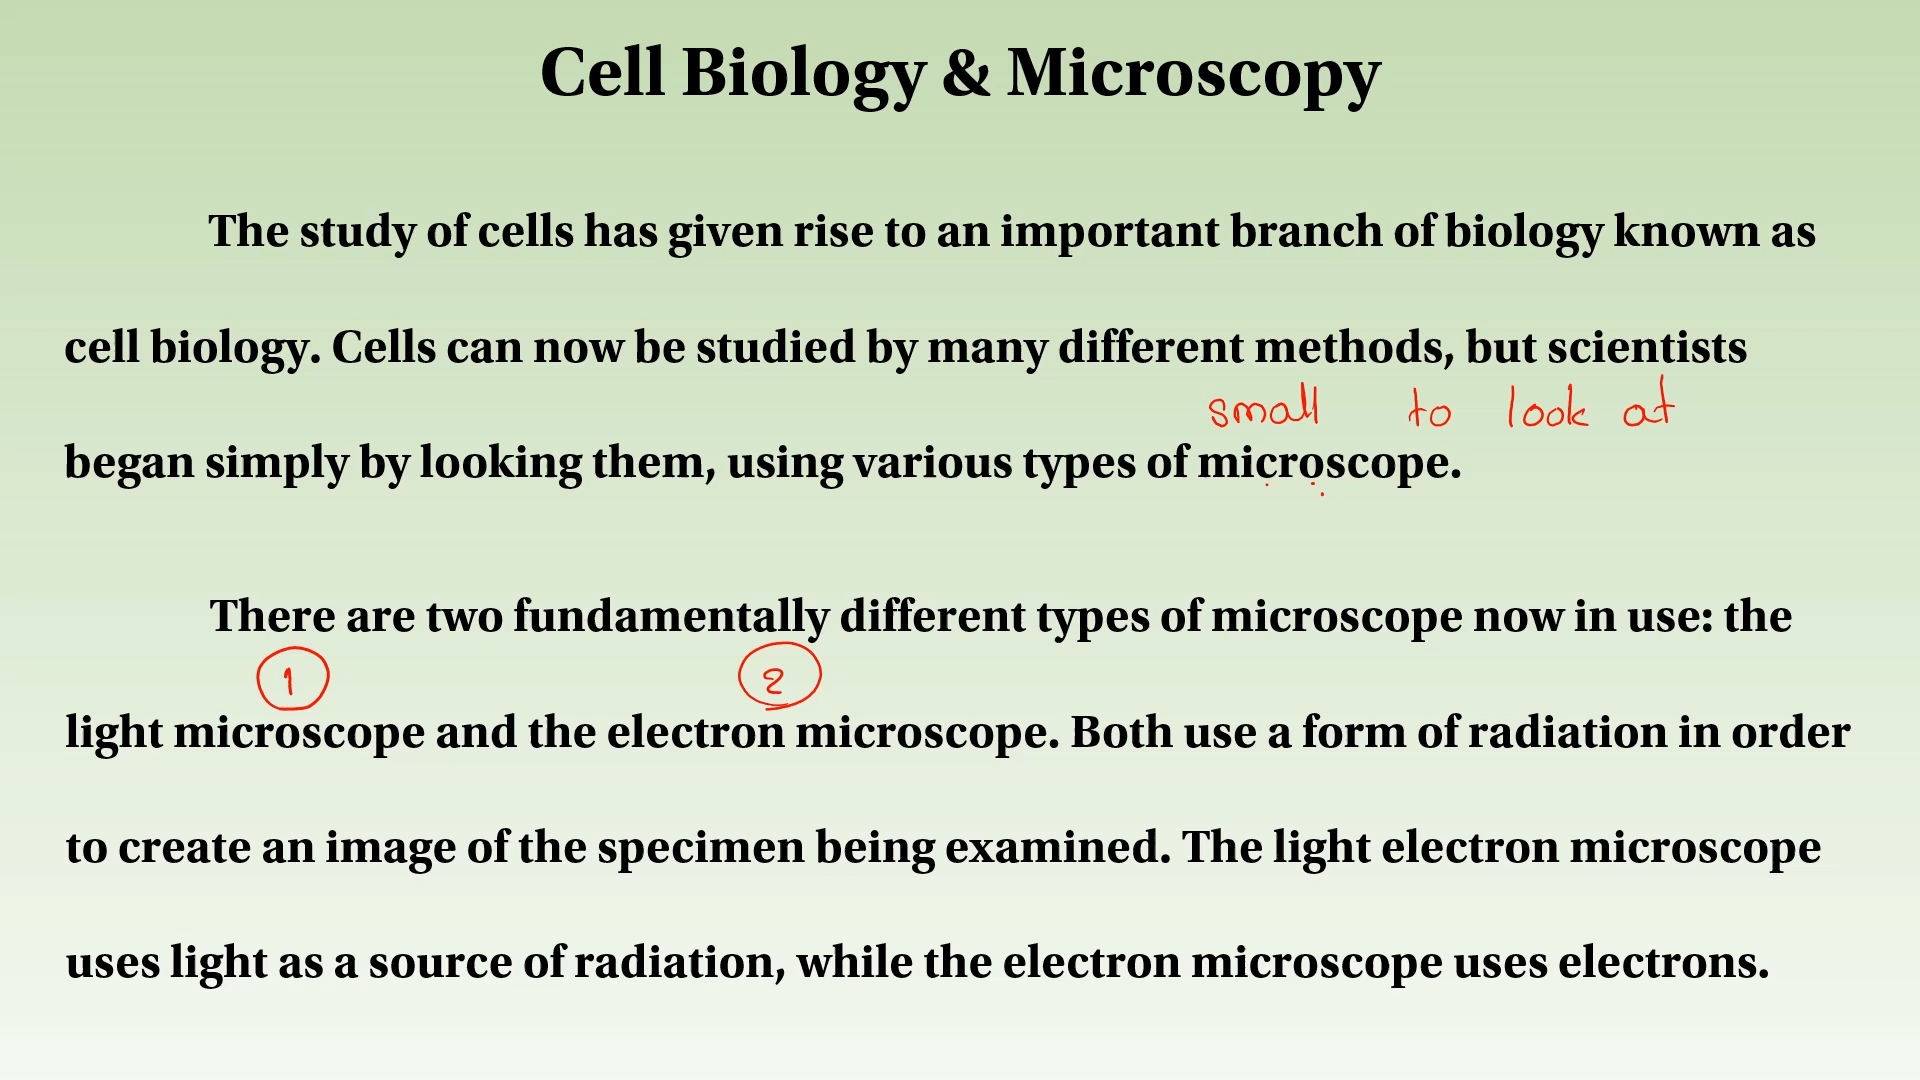 Cell Biology & Microscopy
The study of cells has given rise to an important branch of biology known as
cell biology. Cells can now be studied by many different methods, but scientists
small to look at
began simply by looking them, using various types of microscope.
There are two fundamentally different types of microscope now in use: the
1 2
light microscope and the electron microscope. Both use a form of radiation in order
to create an image of the specimen being examined. The light electron microscope
uses light as a source of radiation, while the electron microscope uses electrons.